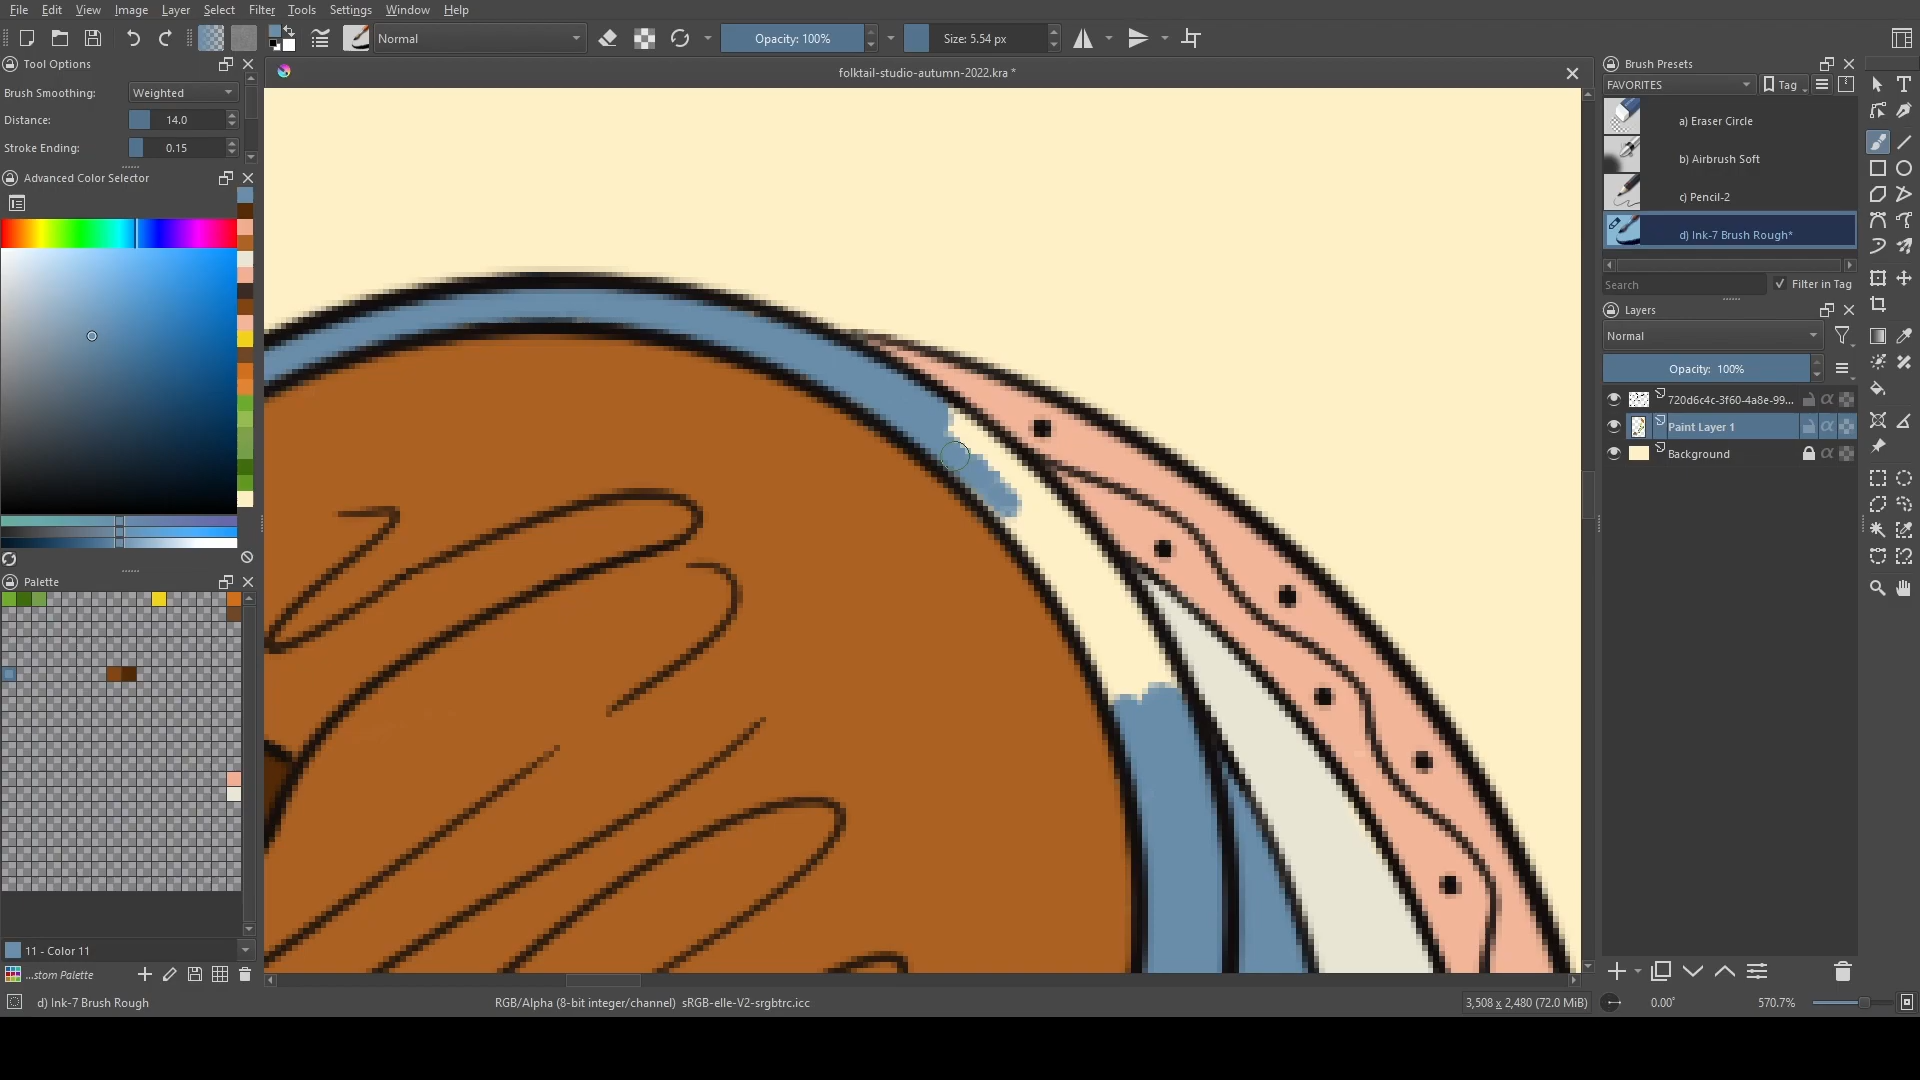 File Edit View Image Layer Select Filter Tools Settings Window Help
Normal Opacity: 100% Size: 5.54 px
Tool Options
Brush Smoothing: Weighted
Distance: 14.0
Stroke Ending: 0.15
Advanced Color Selector
Palette
11 - Color 11
...stom Palette
folktail-studio-autumn-2022.kra *
Brush Presets
FAVORITES Tag
a) Eraser Circle
b) Airbrush Soft
c) Pencil-2
d) Ink-7 Brush Rough*
Search Filter in Tag
Layers
Normal
Opacity: 100%
720d6c4c-3f60-4a8e-99...
Paint Layer 1
Background
d) Ink-7 Brush Rough RGB/Alpha (8-bit integer/channel) sRGB-elle-V2-srgbtrc.icc 3,508 x 2,480 (72.0 MiB) 0.00° 570.7%